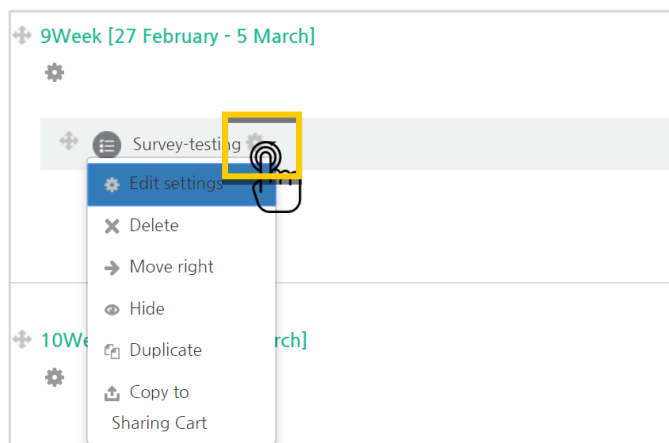 9Week [27 February - 5 March]
Survey-testing
Edit settings
Delete
Move right
Hide
10We rch]
Duplicate
Copy to
Sharing Cart